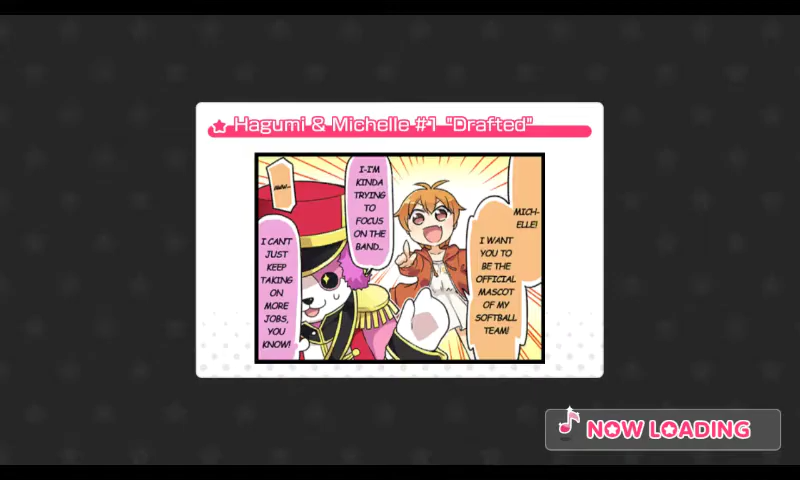 Hagumi & Michelle #1 "Drafted"
MICH-
ELLE!
I WANT
YOU TO
BE THE
OFFICIAL
MASCOT
OF MY
SOFTBALL
TEAM!
I-I'M
KINDA
TRYING
TO
FOCUS
ON THE
BAND...
AWW...
I CAN'T
JUST
KEEP
TAKING
ON
MORE
JOBS,
YOU
KNOW!
NOW LOADING